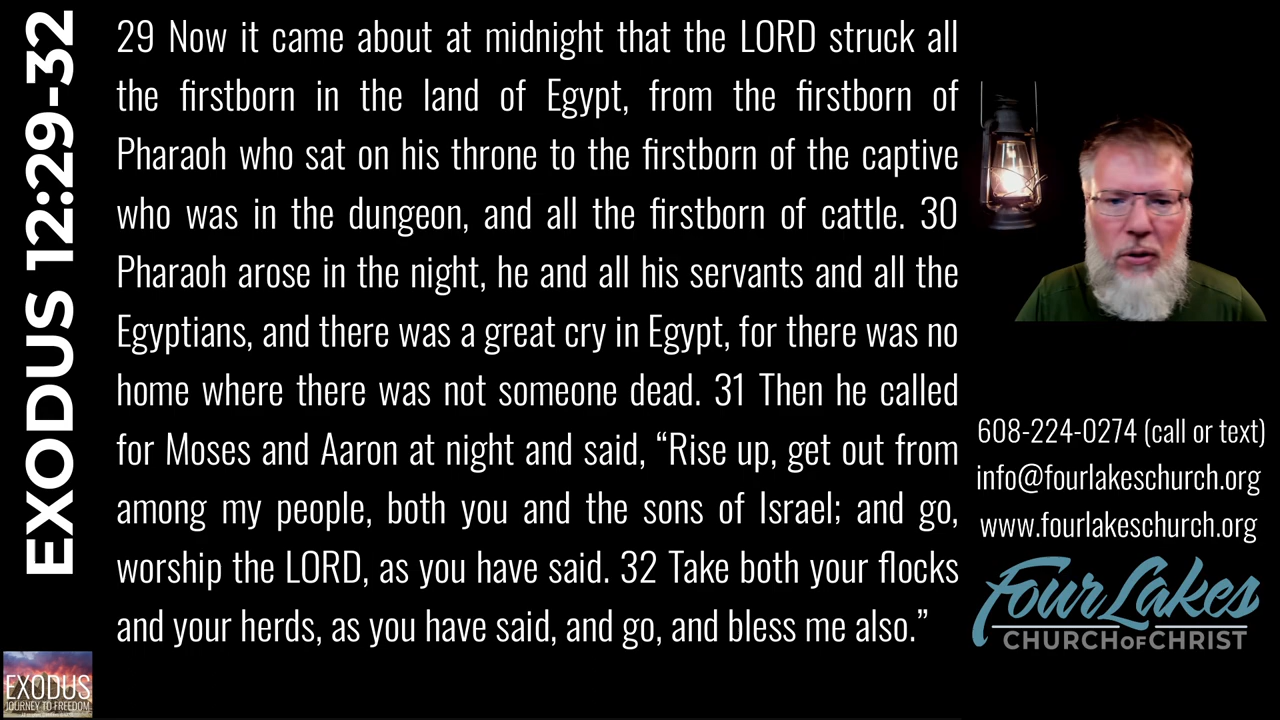 EXODUS 12:29-32
29 Now it came about at midnight that the LORD struck all
the firstborn in the land of Egypt, from the firstborn of
Pharaoh who sat on his throne to the firstborn of the captive
who was in the dungeon, and all the firstborn of cattle. 30
Pharaoh arose in the night, he and all his servants and all the
Egyptians, and there was a great cry in Egypt, for there was no
home where there was not someone dead. 31 Then he called
for Moses and Aaron at night and said, “Rise up, get out from
among my people, both you and the sons of Israel; and go,
worship the LORD, as you have said. 32 Take both your flocks
and your herds, as you have said, and go, and bless me also.”
608-224-0274 (call or text)
info@fourlakeschurch.org
www.fourlakeschurch.org
Four Lakes
CHURCH OF CHRIST
EXODUS
JOURNEY TO FREEDOM